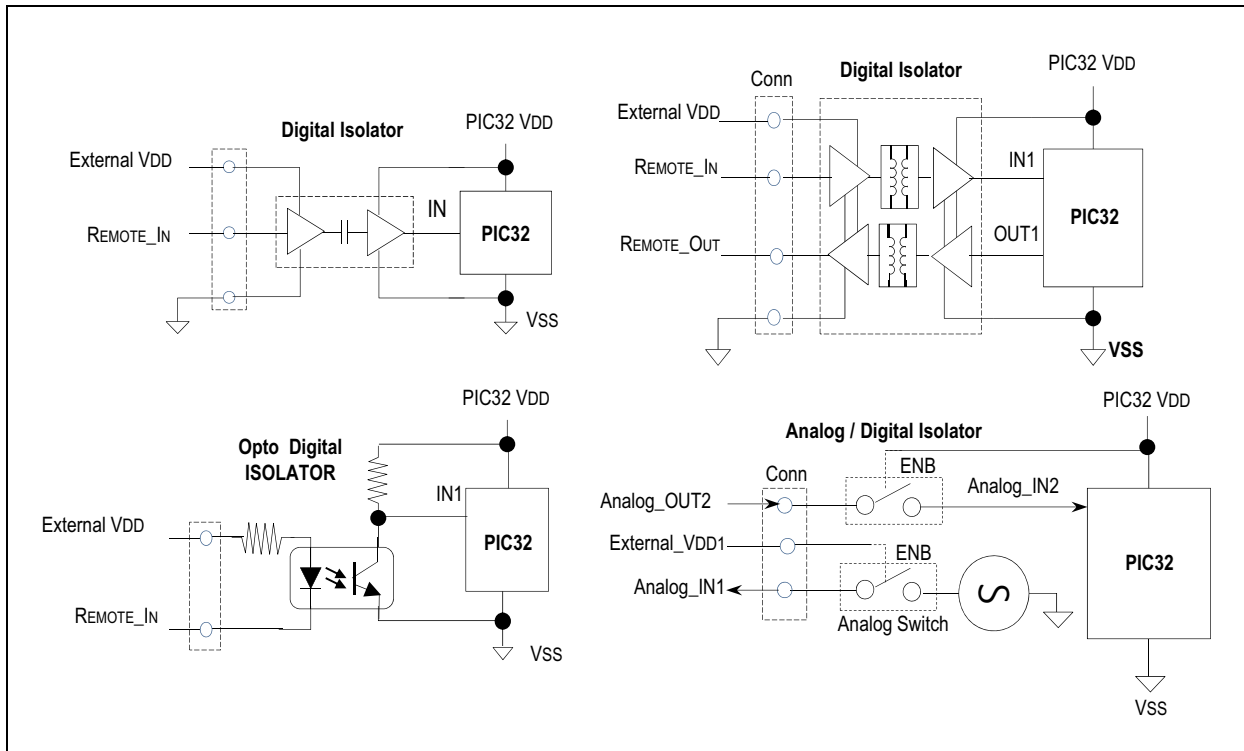 Digital Isolator
PIC32 VDD
External VDD
REMOTE_IN
IN
PIC32
VSS
Conn
Digital Isolator
PIC32 VDD
External VDD
REMOTE_IN
IN1
PIC32
REMOTE_OUT
OUT1
VSS
PIC32 VDD
Opto Digital
ISOLATOR
IN1
External VDD
PIC32
REMOTE_IN
VSS
PIC32 VDD
Analog / Digital Isolator
Conn
ENB
Analog_OUT2
Analog_IN2
External_VDD1
ENB
PIC32
Analog_IN1
S
Analog Switch
VSS